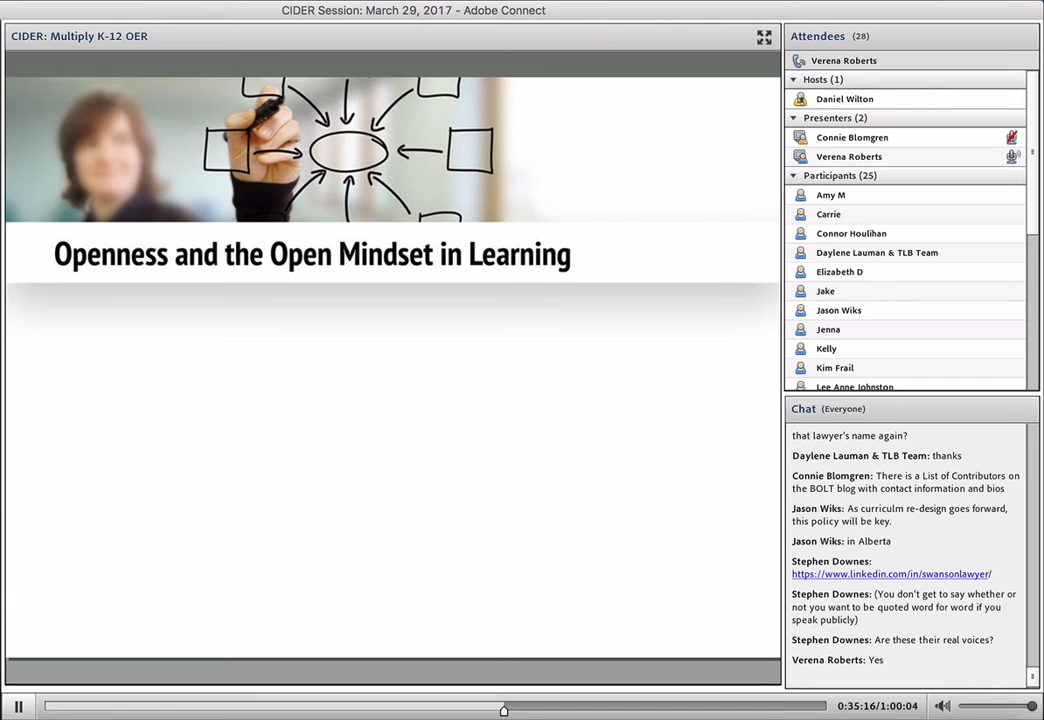 CIDER Session: March 29, 2017 - Adobe Connect
CIDER: Multiply K-12 OER
Openness and the Open Mindset in Learning
Attendees (28)
Verena Roberts
Hosts (1)
Daniel Wilton
Presenters (2)
Connie Blomgren
Verena Roberts
Participants (25)
Amy M
Carrie
Connor Houlihan
Daylene Lauman & TLB Team
Elizabeth D
Jake
Jason Wiks
Jenna
Kelly
Kim Frail
Lee Anne Johnston
Chat (Everyone)
that lawyer's name again?
Daylene Lauman & TLB Team: thanks
Connie Blomgren: There is a List of Contributors on
the BOLT blog with contact information and bios
Jason Wiks: As curriculm re-design goes forward,
this policy will be key.
Jason Wiks: in Alberta
Stephen Downes:
https://www.linkedin.com/in/swansonlawyer/
Stephen Downes: (You don't get to say whether or
not you want to be quoted word for word if you
speak publicly)
Stephen Downes: Are these their real voices?
Verena Roberts: Yes
0:35:16/1:00:04